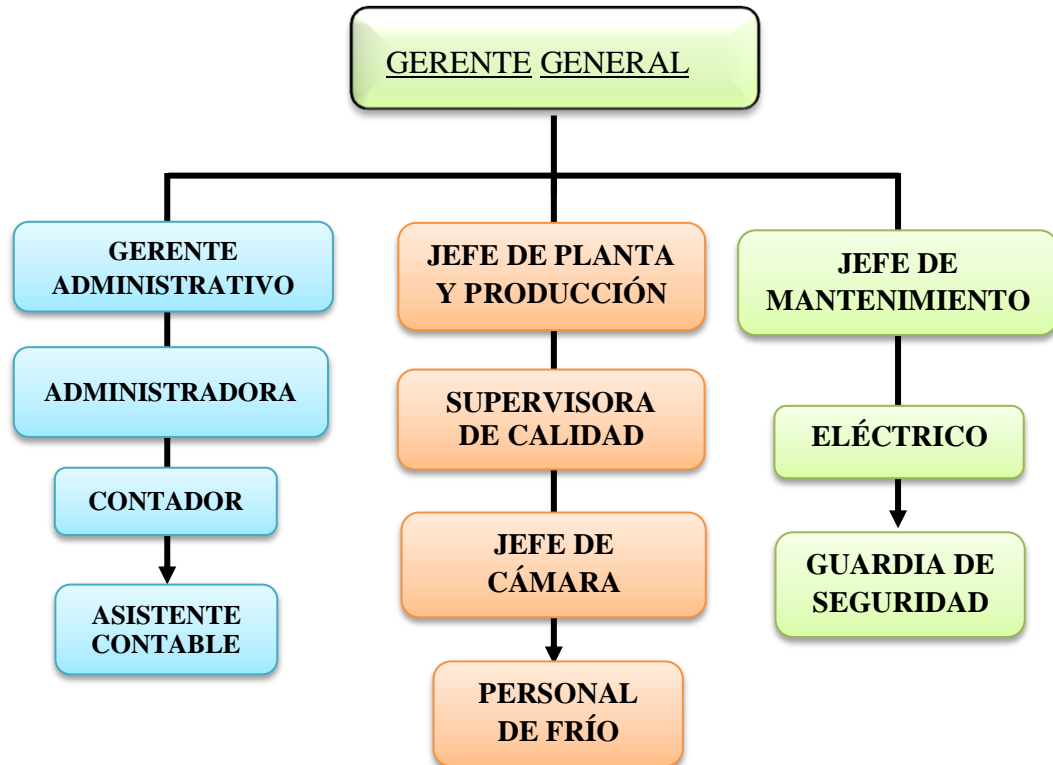 GERENTE GENERAL
GERENTE
ADMINISTRATIVO
ADMINISTRADORA
CONTADOR
ASISTENTE
CONTABLE
JEFE DE PLANTA
Y PRODUCCIÓN
SUPERVISORA
DE CALIDAD
JEFE DE
CÁMARA
PERSONAL
DE FRÍO
JEFE DE
MANTENIMIENTO
ELÉCTRICO
GUARDIA DE
SEGURIDAD